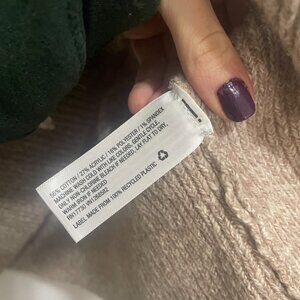 56% COTTON / 27% ACRYLIC / 16% POLYESTER / 1% SPANDEX
MACHINE WASH COLD WITH LIKE COLORS. GENTLE CYCLE.
ONLY NON-CHLORINE BLEACH IF NEEDED. LAY FLAT TO DRY.
WARM IRON IF NEEDED
RN17730
LABEL MADE FROM 100% RECYCLED PLASTIC